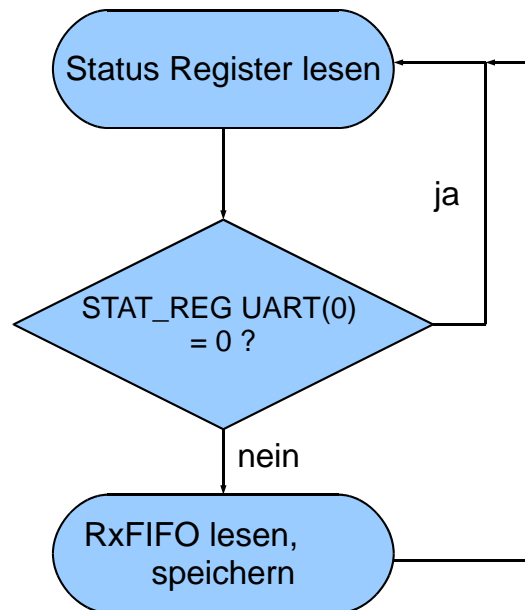 Status Register lesen
ja
STAT_REG UART(0)
= 0 ?
nein
RxFIFO lesen,
speichern